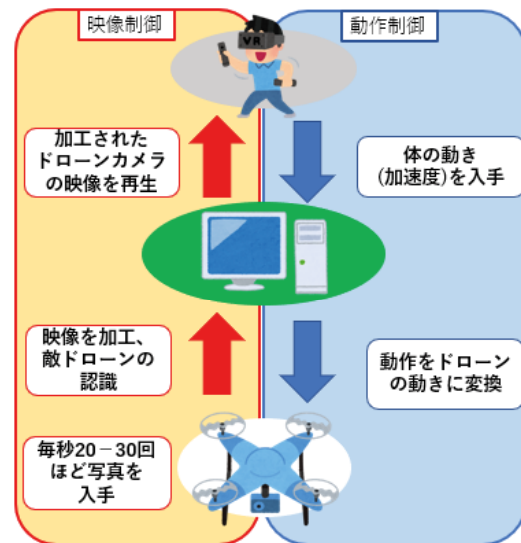 映像制御
動作制御
VR
加工された
ドローンカメラ
の映像を再生
体の動き
(加速度)を入手
映像を加工、
敵ドローンの
認識
動作をドローン
の動きに変換
毎秒20－30回
ほど写真を
入手